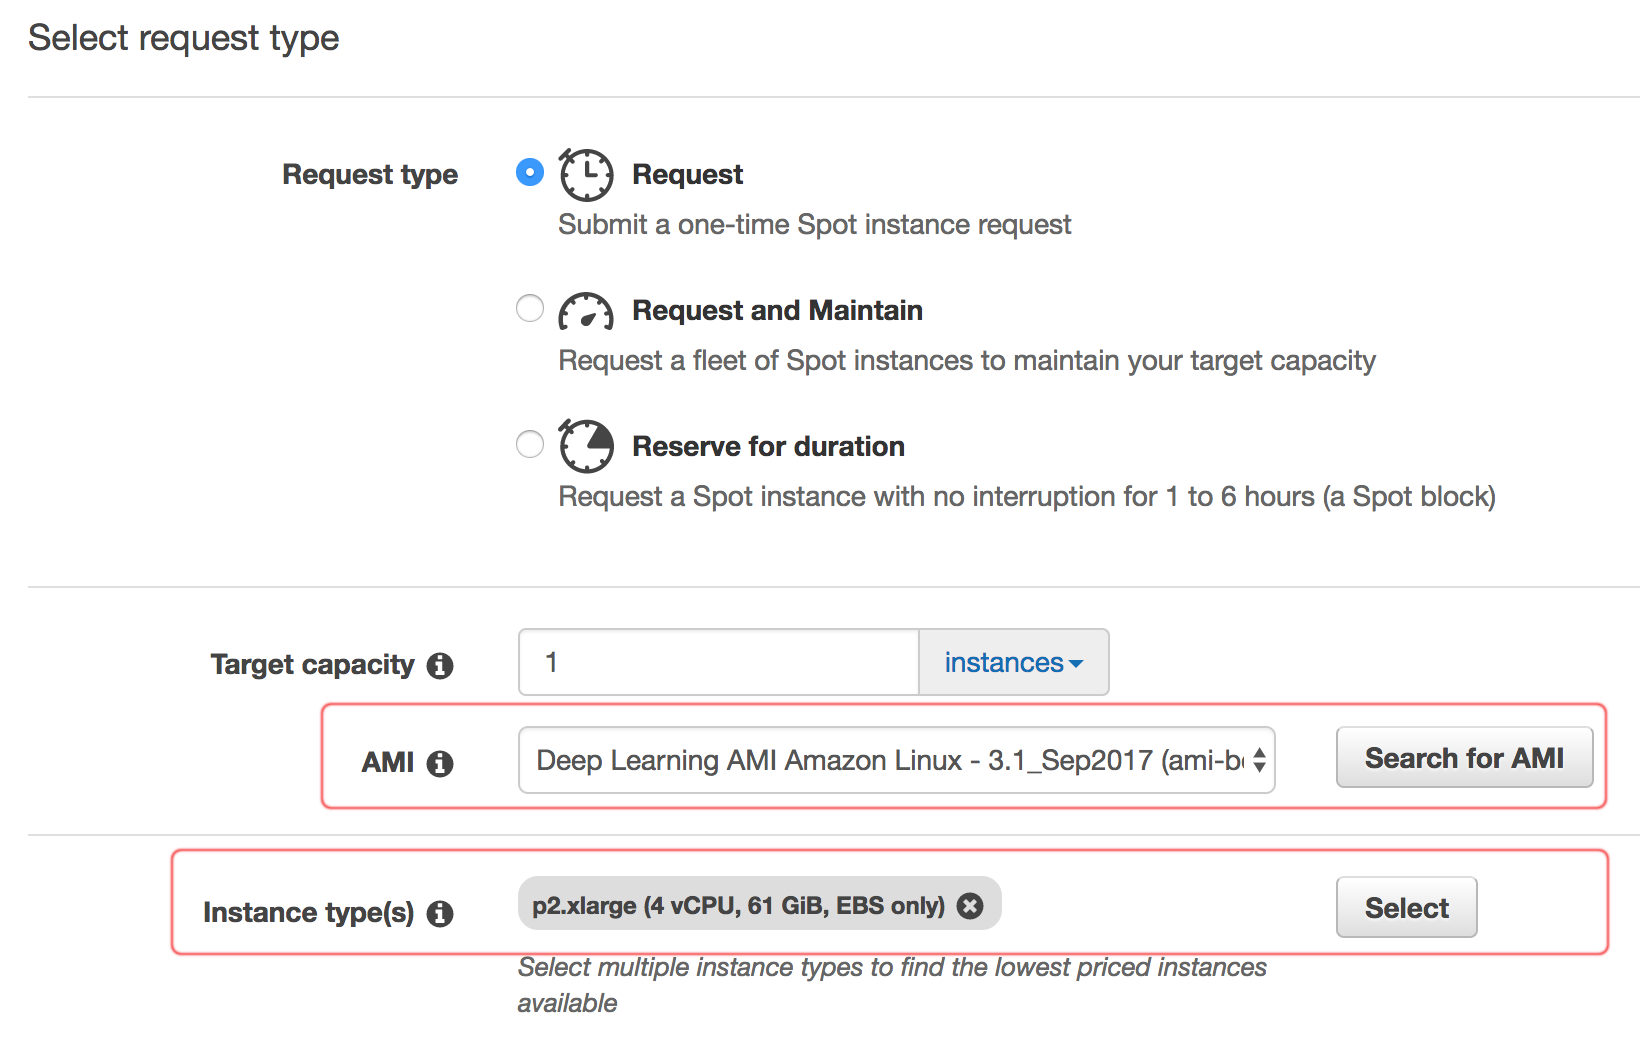 Select request type
Request type
Request
Submit a one-time Spot instance request
Request and Maintain
Request a fleet of Spot instances to maintain your target capacity
Reserve for duration
Request a Spot instance with no interruption for 1 to 6 hours (a Spot block)
Target capacity
1
instances
AMI
Deep Learning AMI Amazon Linux - 3.1_Sep2017 (ami-b
Search for AMI
Instance type(s)
p2.xlarge (4 vCPU, 61 GiB, EBS only)
Select
Select multiple instance types to find the lowest priced instances
available